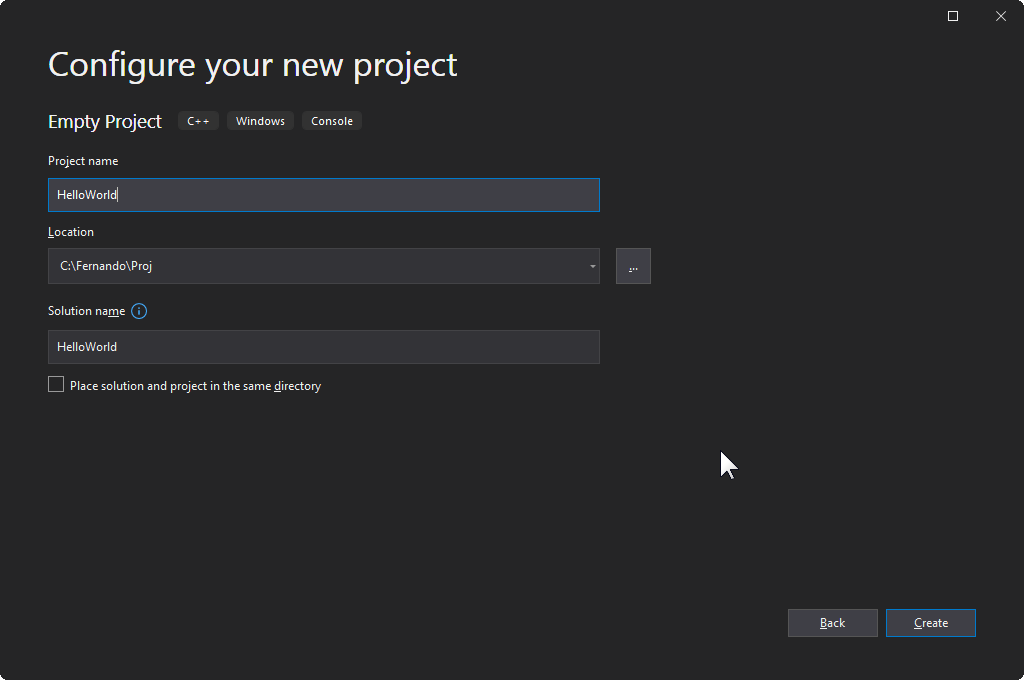 Configure your new project
Empty Project C++ Windows Console
Project name
HelloWorld
Location
C:\Fernando\Proj
...
Solution name
HelloWorld
Place solution and project in the same directory
Back Create